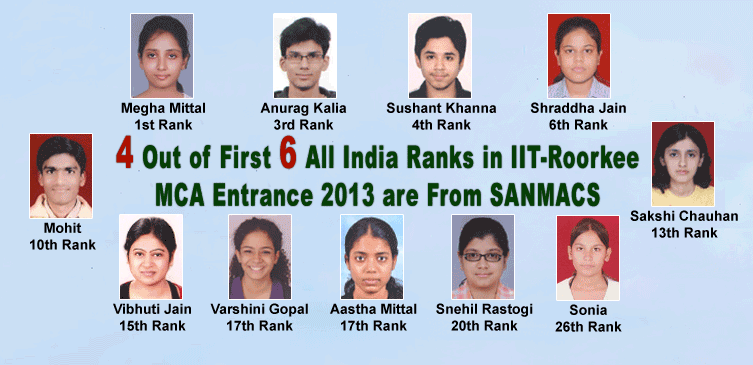 Megha Mittal
1st Rank
Anurag Kalia
3rd Rank
Sushant Khanna
4th Rank
Shraddha Jain
6th Rank
4 Out of First 6 All India Ranks in IIT-Roorkee
MCA Entrance 2013 are From SANMACS
Mohit
10th Rank
Sakshi Chauhan
13th Rank
Vibhuti Jain
15th Rank
Varshini Gopal
17th Rank
Aastha Mittal
17th Rank
Snehil Rastogi
20th Rank
Sonia
26th Rank